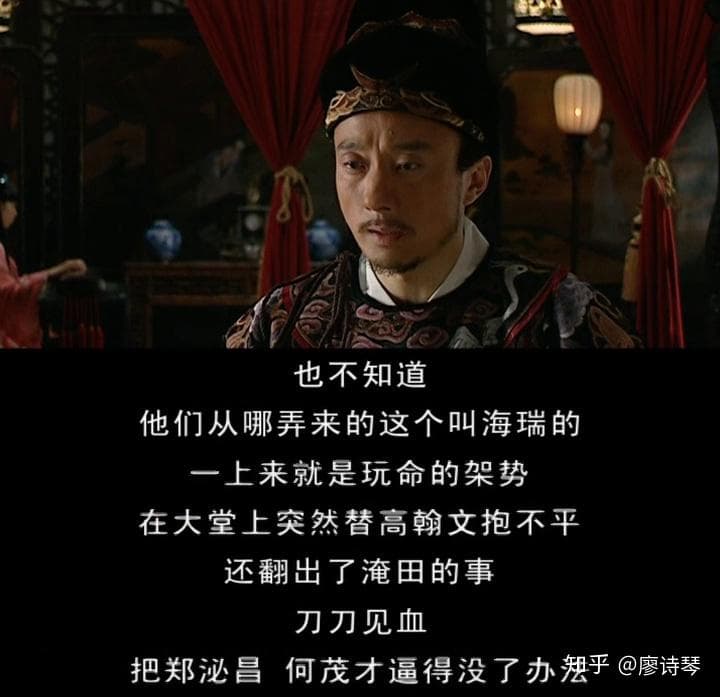 也不知道
他们从哪弄来的这个叫海瑞的
一上来就是玩命的架势
在大堂上突然替高翰文抱不平
还翻出了淹田的事
刀刀见血
把郑泌昌 何茂才逼得没了办法
知乎 @廖诗琴